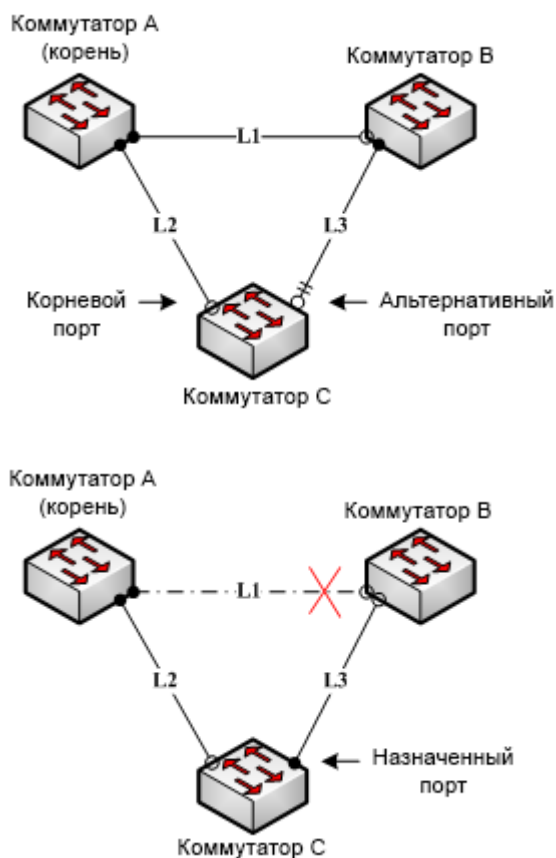 Коммутатор A
(корень)
Коммутатор B
L1
L2
L3
Корневой
порт
Альтернативный
порт
Коммутатор C
Коммутатор A
(корень)
Коммутатор B
L1
L2
L3
Назначенный
порт
Коммутатор C